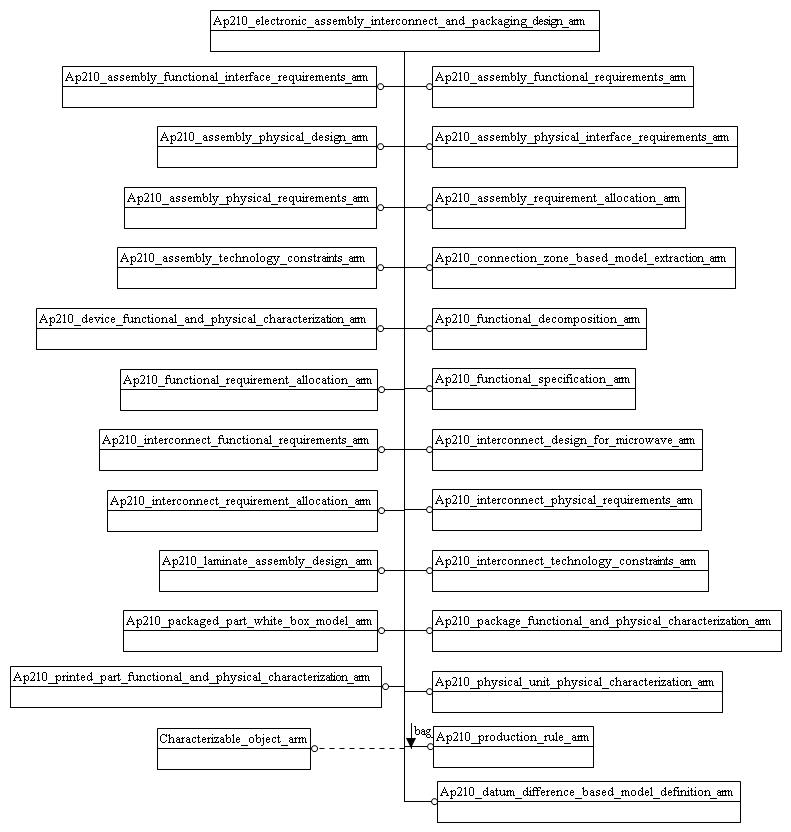 Ap210_electronic_assembly_interconnect_and_packaging_design_arm
Ap210_assembly_functional_interface_requirements_arm
Ap210_assembly_functional_requirements_arm
Ap210_assembly_physical_design_arm
Ap210_assembly_physical_interface_requirements_arm
Ap210_assembly_physical_requirements_arm
Ap210_assembly_requirement_allocation_arm
Ap210_assembly_technology_constraints_arm
Ap210_connection_zone_based_model_extraction_arm
Ap210_device_functional_and_physical_characterization_arm
Ap210_functional_decomposition_arm
Ap210_functional_requirement_allocation_arm
Ap210_functional_specification_arm
Ap210_interconnect_functional_requirements_arm
Ap210_interconnect_design_for_microwave_arm
Ap210_interconnect_requirement_allocation_arm
Ap210_interconnect_physical_requirements_arm
Ap210_laminate_assembly_design_arm
Ap210_interconnect_technology_constraints_arm
Ap210_packaged_part_white_box_model_arm
Ap210_package_functional_and_physical_characterization_arm
Ap210_printed_part_functional_and_physical_characterization_arm
Ap210_physical_unit_physical_characterization_arm
Characterizable_object_arm
bag
Ap210_production_rule_arm
Ap210_datum_difference_based_model_definition_arm